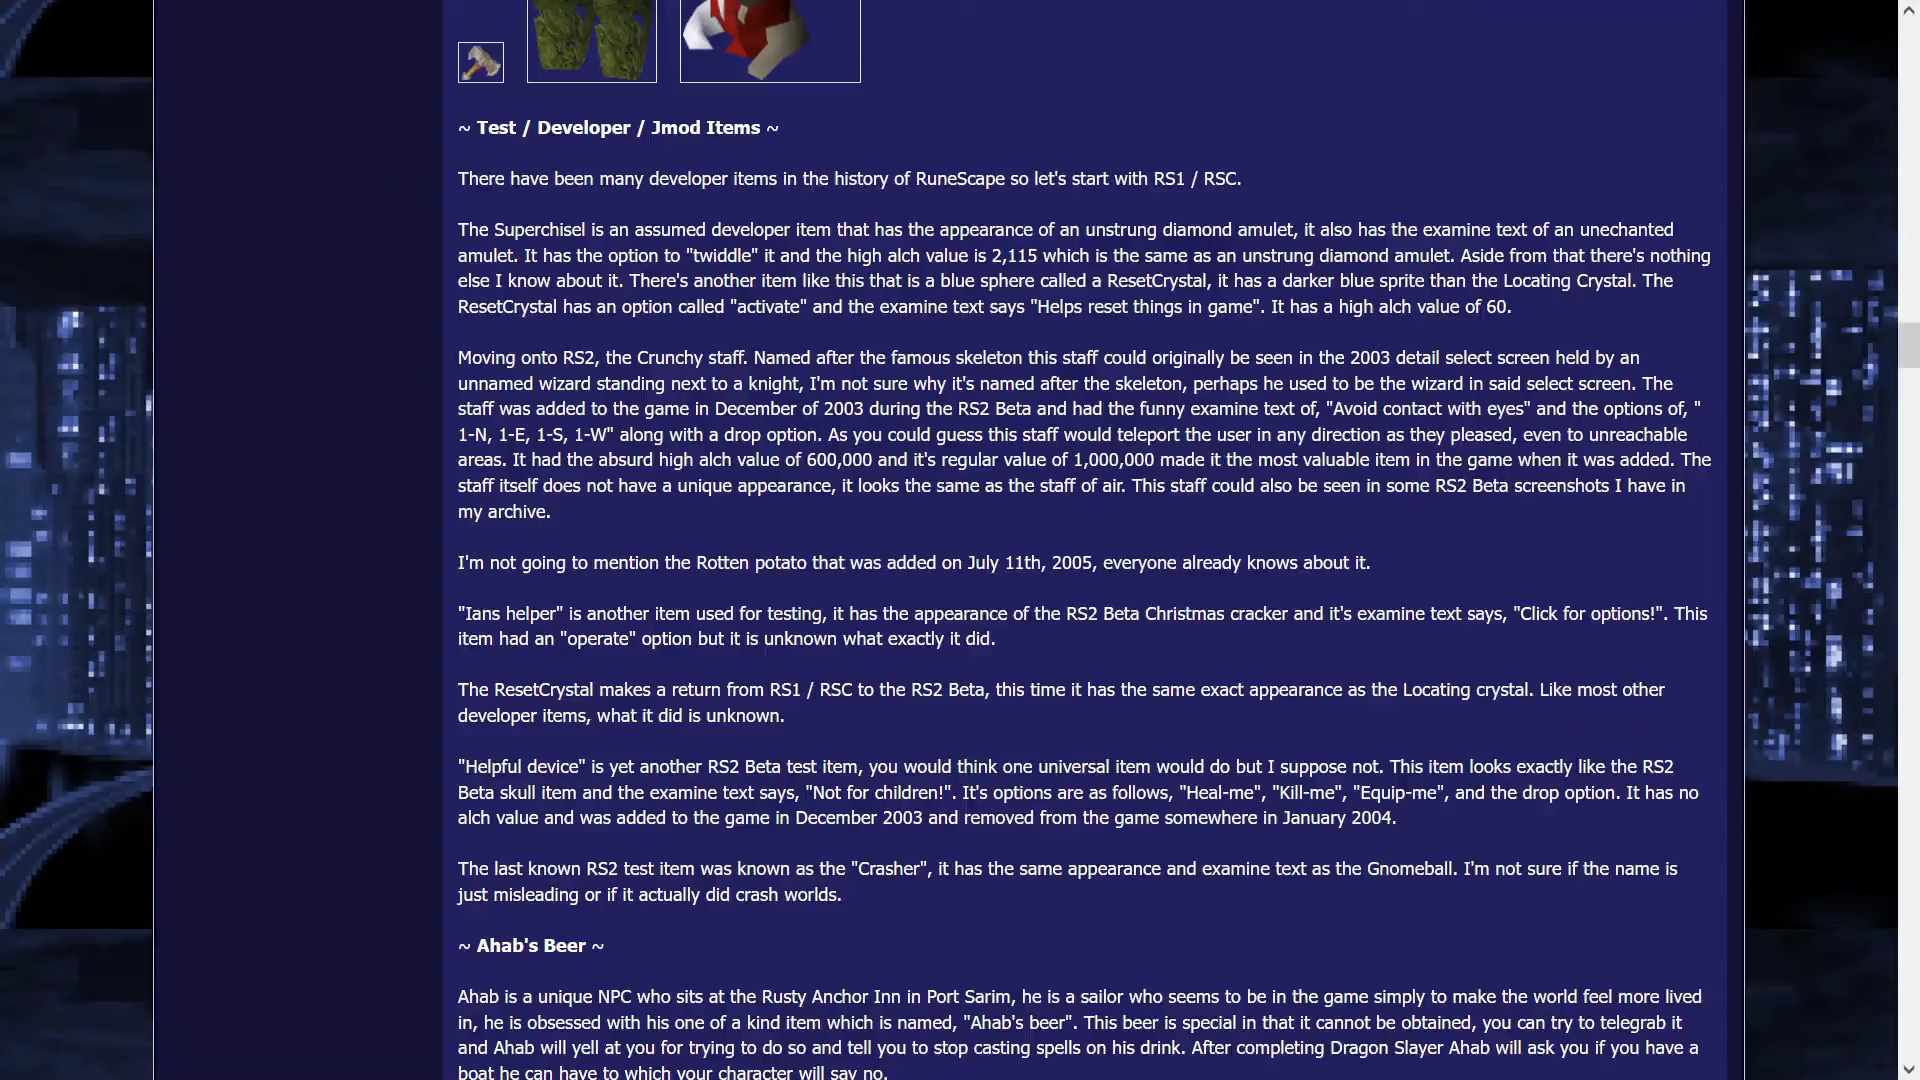 ~ Test / Developer / Jmod Items ~
There have been many developer items in the history of RuneScape so let's start with RS1 / RSC.
The Superchisel is an assumed developer item that has the appearance of an unstrung diamond amulet, it also has the examine text of an unechanted
amulet. It has the option to "twiddle" it and the high alch value is 2,115 which is the same as an unstrung diamond amulet. Aside from that there's nothing
else I know about it. There's another item like this that is a blue sphere called a ResetCrystal, it has a darker blue sprite than the Locating Crystal. The
ResetCrystal has an option called "activate" and the examine text says "Helps reset things in game". It has a high alch value of 60.
Moving onto RS2, the Crunchy staff. Named after the famous skeleton this staff could originally be seen in the 2003 detail select screen held by an
unnamed wizard standing next to a knight, I'm not sure why it's named after the skeleton, perhaps he used to be the wizard in said select screen. The
staff was added to the game in December of 2003 during the RS2 Beta and had the funny examine text of, "Avoid contact with eyes" and the options of, "
1-N, 1-E, 1-S, 1-W" along with a drop option. As you could guess this staff would teleport the user in any direction as they pleased, even to unreachable
areas. It had the absurd high alch value of 600,000 and it's regular value of 1,000,000 made it the most valuable item in the game when it was added. The
staff itself does not have a unique appearance, it looks the same as the staff of air. This staff could also be seen in some RS2 Beta screenshots I have in
my archive.
I'm not going to mention the Rotten potato that was added on July 11th, 2005, everyone already knows about it.
"Ians helper" is another item used for testing, it has the appearance of the RS2 Beta Christmas cracker and it's examine text says, "Click for options!". This
item had an "operate" option but it is unknown what exactly it did.
The ResetCrystal makes a return from RS1 / RSC to the RS2 Beta, this time it has the same exact appearance as the Locating crystal. Like most other
developer items, what it did is unknown.
"Helpful device" is yet another RS2 Beta test item, you would think one universal item would do but I suppose not. This item looks exactly like the RS2
Beta skull item and the examine text says, "Not for children!". It's options are as follows, "Heal-me", "Kill-me", "Equip-me", and the drop option. It has no
alch value and was added to the game in December 2003 and removed from the game somewhere in January 2004.
The last known RS2 test item was known as the "Crasher", it has the same appearance and examine text as the Gnomeball. I'm not sure if the name is
just misleading or if it actually did crash worlds.
~ Ahab's Beer ~
Ahab is a unique NPC who sits at the Rusty Anchor Inn in Port Sarim, he is a sailor who seems to be in the game simply to make the world feel more lived
in, he is obsessed with his one of a kind item which is named, "Ahab's beer". This beer is special in that it cannot be obtained, you can try to telegrab it
and Ahab will yell at you for trying to do so and tell you to stop casting spells on his drink. After completing Dragon Slayer Ahab will ask you if you have a
boat he can have to which your character will say no.